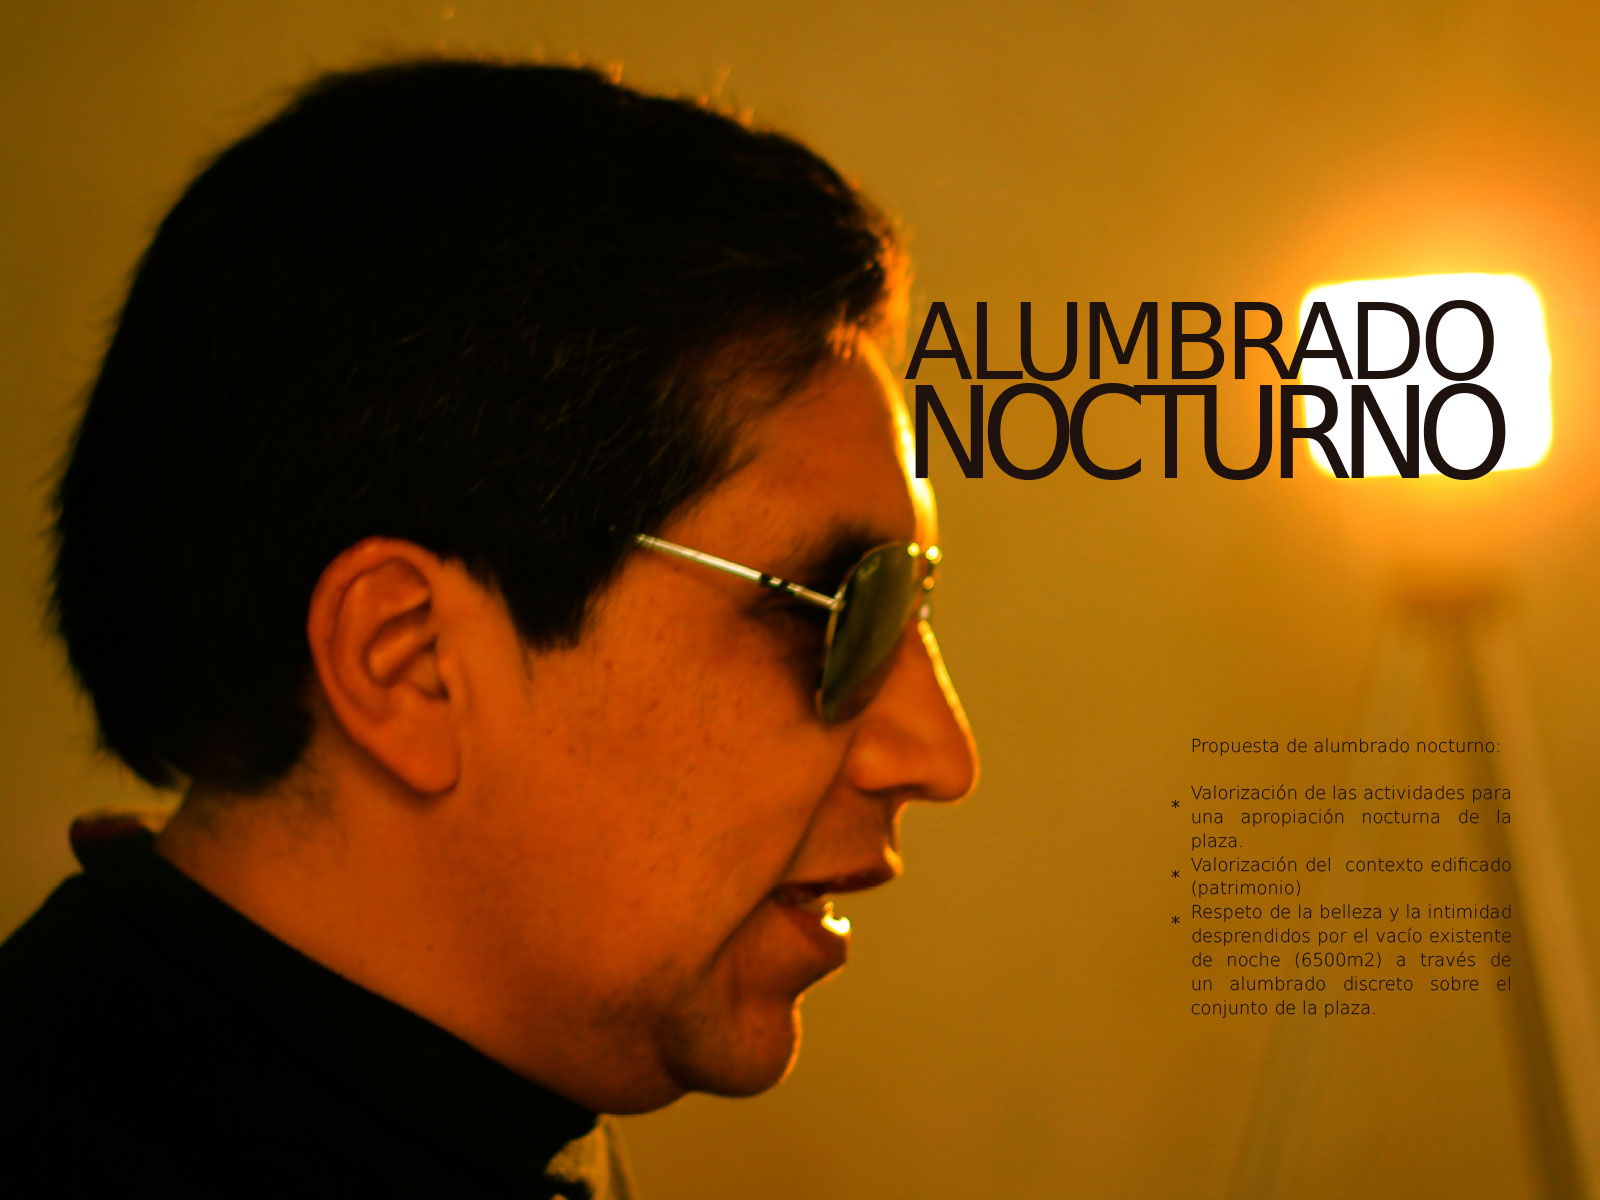 ALUMBRADO
NOCTURNO
Propuesta de alumbrado nocturno:
* Valorización de las actividades para
una apropiación nocturna de la
plaza.
* Valorización del contexto edificado
(patrimonio)
* Respeto de la belleza y la intimidad
desprendidos por el vacío existente
de noche (6500m2) a través de
un alumbrado discreto sobre el
conjunto de la plaza.